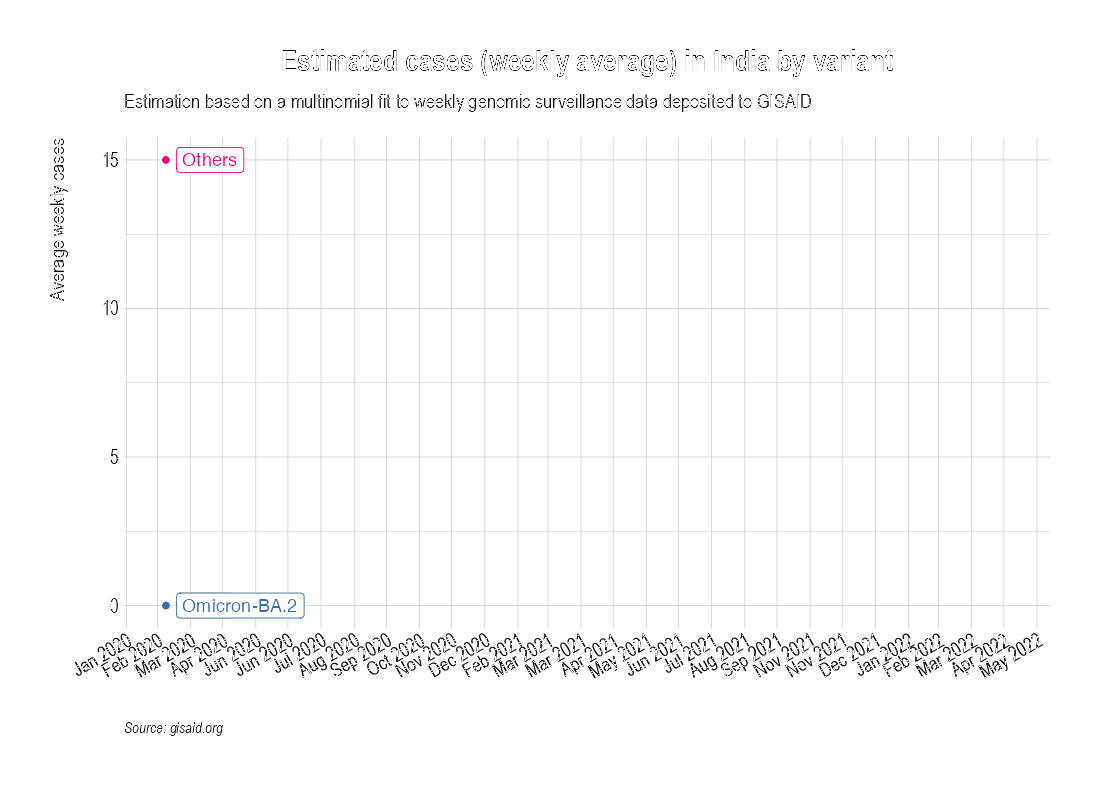 Estimated cases (weekly average) in India by variant
Estimation based on a multinomial fit to weekly genomic surveillance data deposited to GISAID
Average weekly cases
15
10
5
0
Others
Omicron-BA.2
Jan 2020
Feb 2020
Mar 2020
Apr 2020
Jun 2020
Jun 2020
Jul 2020
Aug 2020
Sep 2020
Oct 2020
Nov 2020
Dec 2020
Feb 2021
Mar 2021
Mar 2021
Apr 2021
May 2021
Jun 2021
Jul 2021
Aug 2021
Sep 2021
Nov 2021
Nov 2021
Dec 2021
Jan 2022
Feb 2022
Mar 2022
Apr 2022
May 2022
Source: gisaid.org